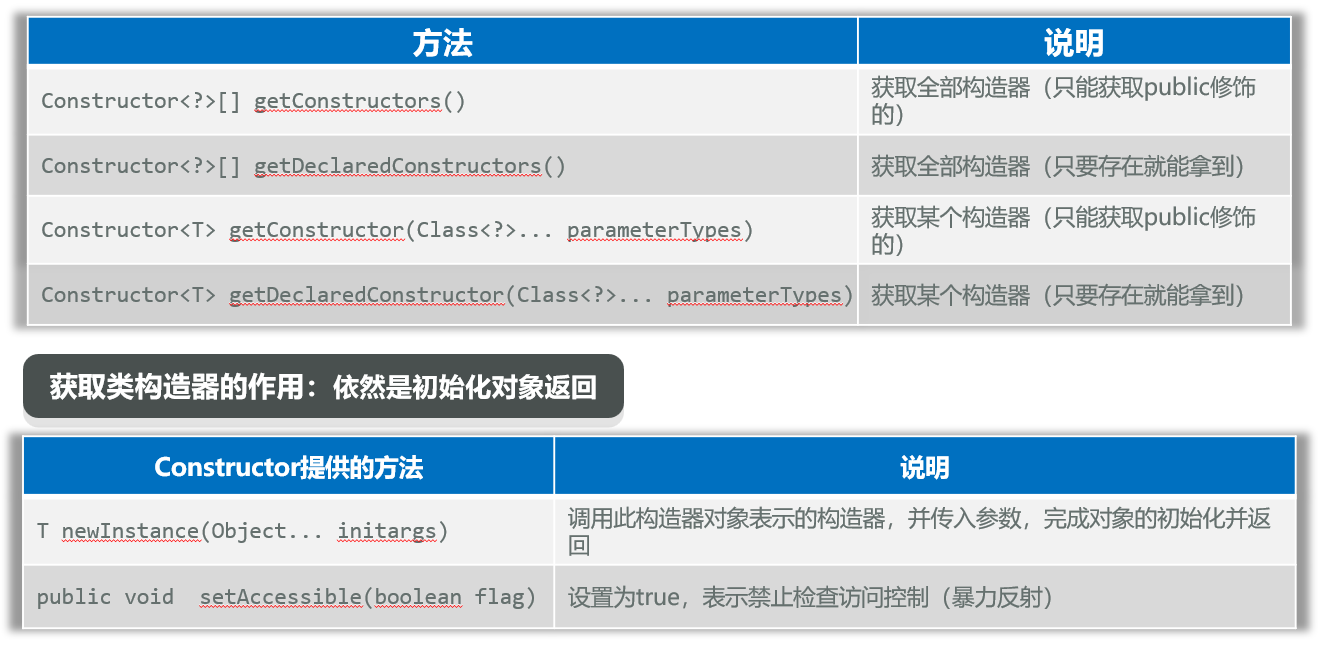 方法 说明
Constructor<?>[] getConstructors() 获取全部构造器（只能获取public修饰
的）
Constructor<?>[] getDeclaredConstructors() 获取全部构造器（只要存在就能拿到）
Constructor<T> getConstructor(Class<?>... parameterTypes) 获取某个构造器（只能获取public修饰
的）
Constructor<T> getDeclaredConstructor(Class<?>... parameterTypes) 获取某个构造器（只要存在就能拿到）
获取类构造器的作用：依然是初始化对象返回
Constructor提供的方法 说明
T newInstance(Object... initargs) 调用此构造器对象表示的构造器，并传入参数，完成对象的初始化并返
回
public void  setAccessible(boolean flag) 设置为true，表示禁止检查访问控制（暴力反射）